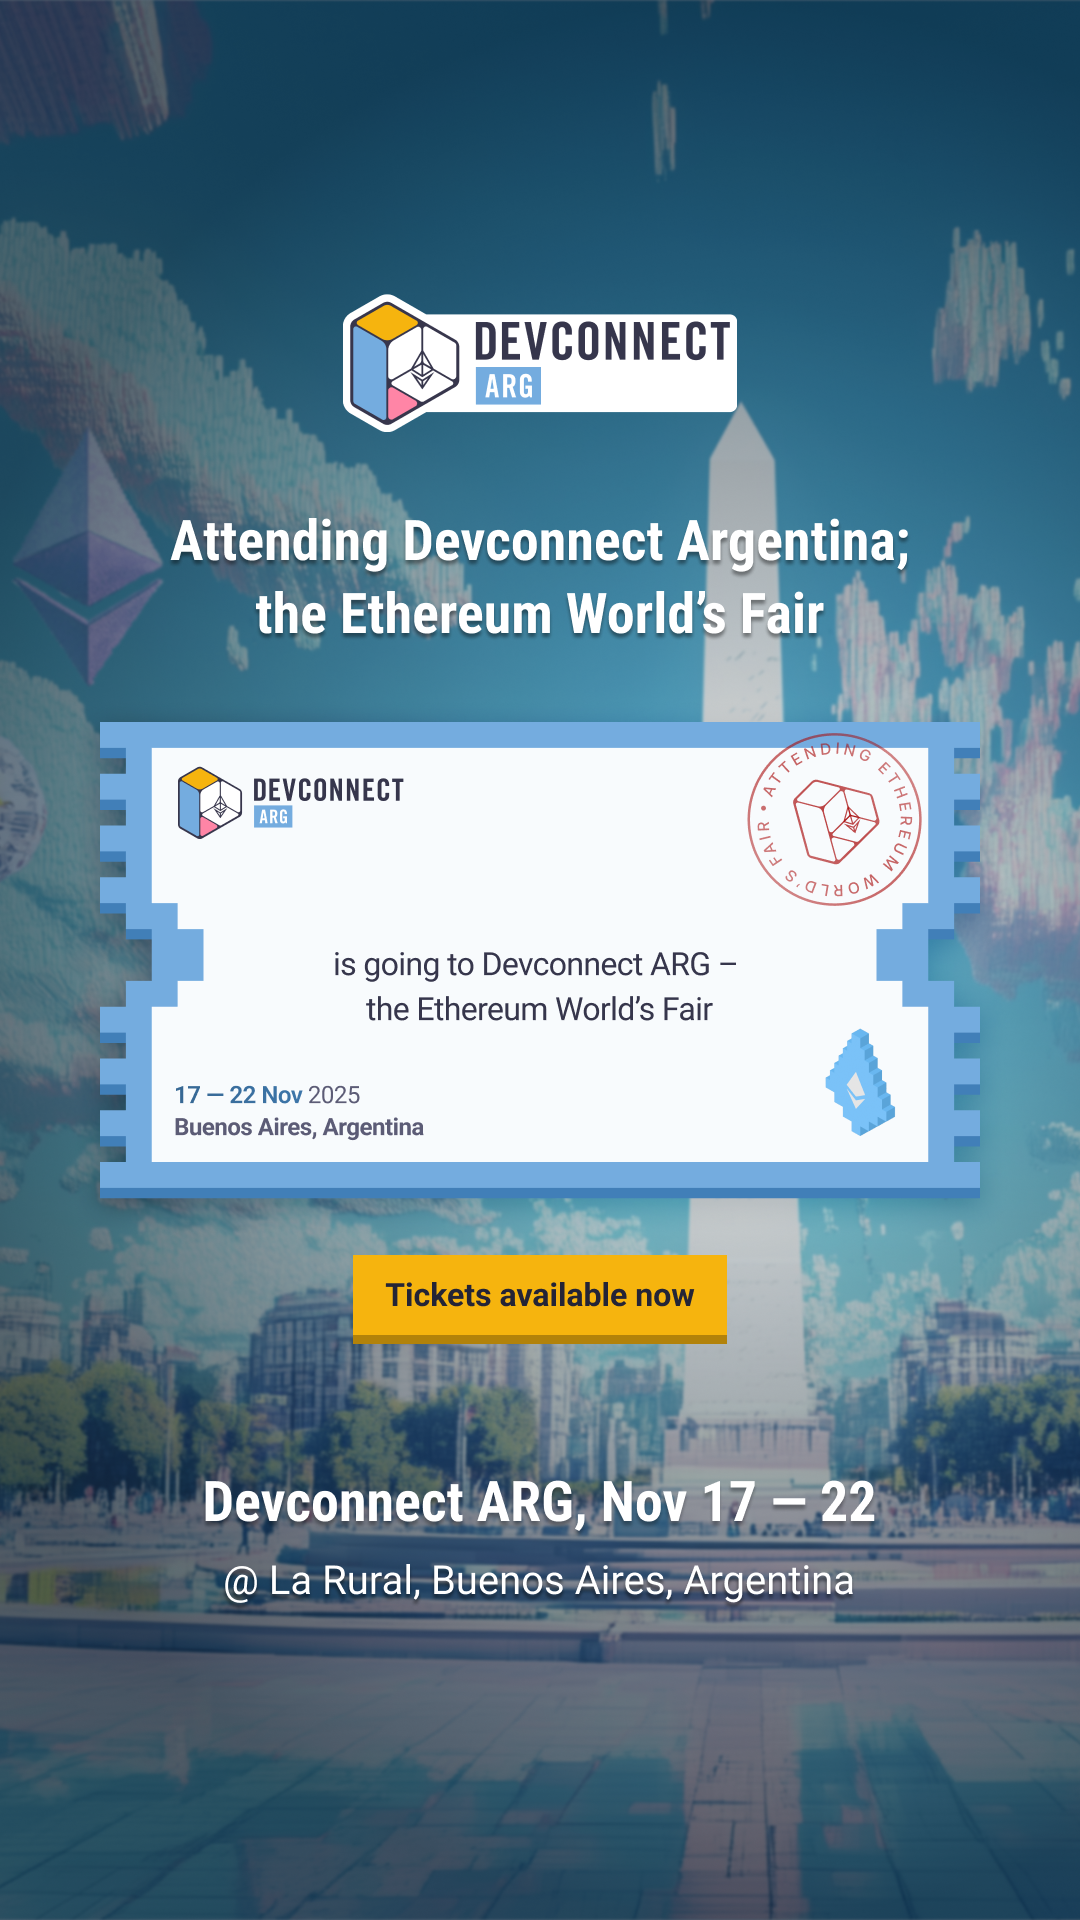 DEVCONNECT
ARG
Attending Devconnect Argentina;
the Ethereum World’s Fair
DEVCONNECT
ARG
ATTENDING ETHEREUM WORLD'S FAIR •
is going to Devconnect ARG –
the Ethereum World’s Fair
17 — 22 Nov 2025
Buenos Aires, Argentina
Tickets available now
Devconnect ARG, Nov 17 — 22
@ La Rural, Buenos Aires, Argentina